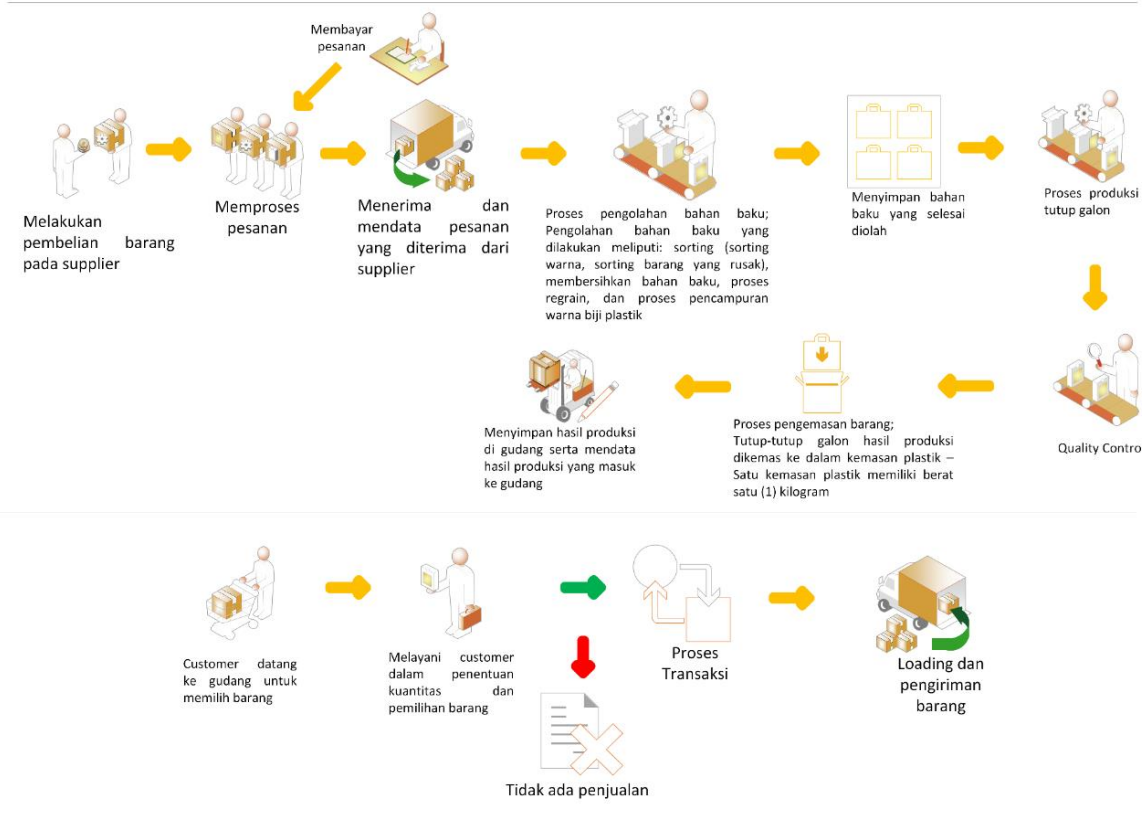 Membayar
pesanan
Melakukan
pembelian barang
pada supplier
Memproses
pesanan
Menerima dan
mendata pesanan
yang diterima dari
supplier
Proses pengolahan bahan baku;
Pengolahan bahan baku yang
dilakukan meliputi: sorting (sorting
warna, sorting barang yang rusak),
membersihkan bahan baku, proses
regrain, dan proses pencampuran
warna biji plastik
Menyimpan bahan
baku yang selesai
diolah
Proses produksi
tutup galon
Quality Contro
Proses pengemasan barang;
Tutup-tutup galon hasil produksi
dikemas ke dalam kemasan plastik –
Satu kemasan plastik memiliki berat
satu (1) kilogram
Menyimpan hasil produksi
di gudang serta mendata
hasil produksi yang masuk
ke gudang
Customer datang
ke gudang untuk
memilih barang
Melayani customer
dalam penentuan
kuantitas dan
pemilihan barang
Proses
Transaksi
Loading dan
pengiriman
barang
Tidak ada penjualan